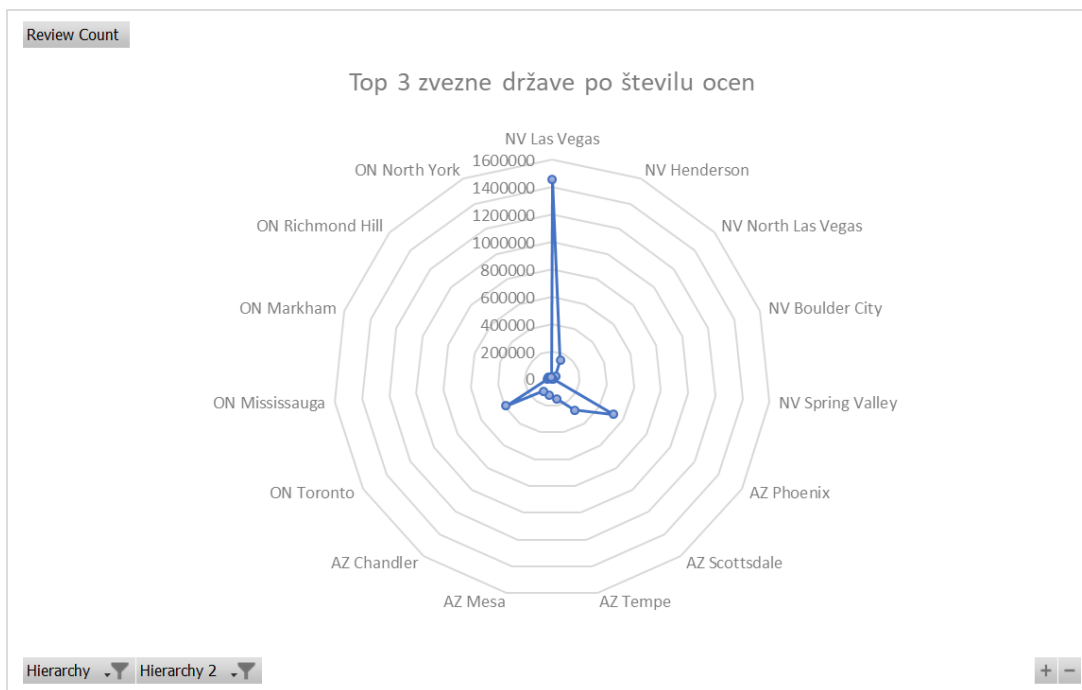 Review Count
Top 3 zvezne države po številu ocen
NV Las Vegas
1600000
ON North York
NV Henderson
1400000
1200000
ON Richmond Hill
NV North Las Vegas
1000000
800000
ON Markham
NV Boulder City
600000
400000
200000
0
ON Mississauga
NV Spring Valley
ON Toronto
AZ Phoenix
AZ Chandler
AZ Scottsdale
AZ Mesa
AZ Tempe
Hierarchy
Hierarchy 2
+ −